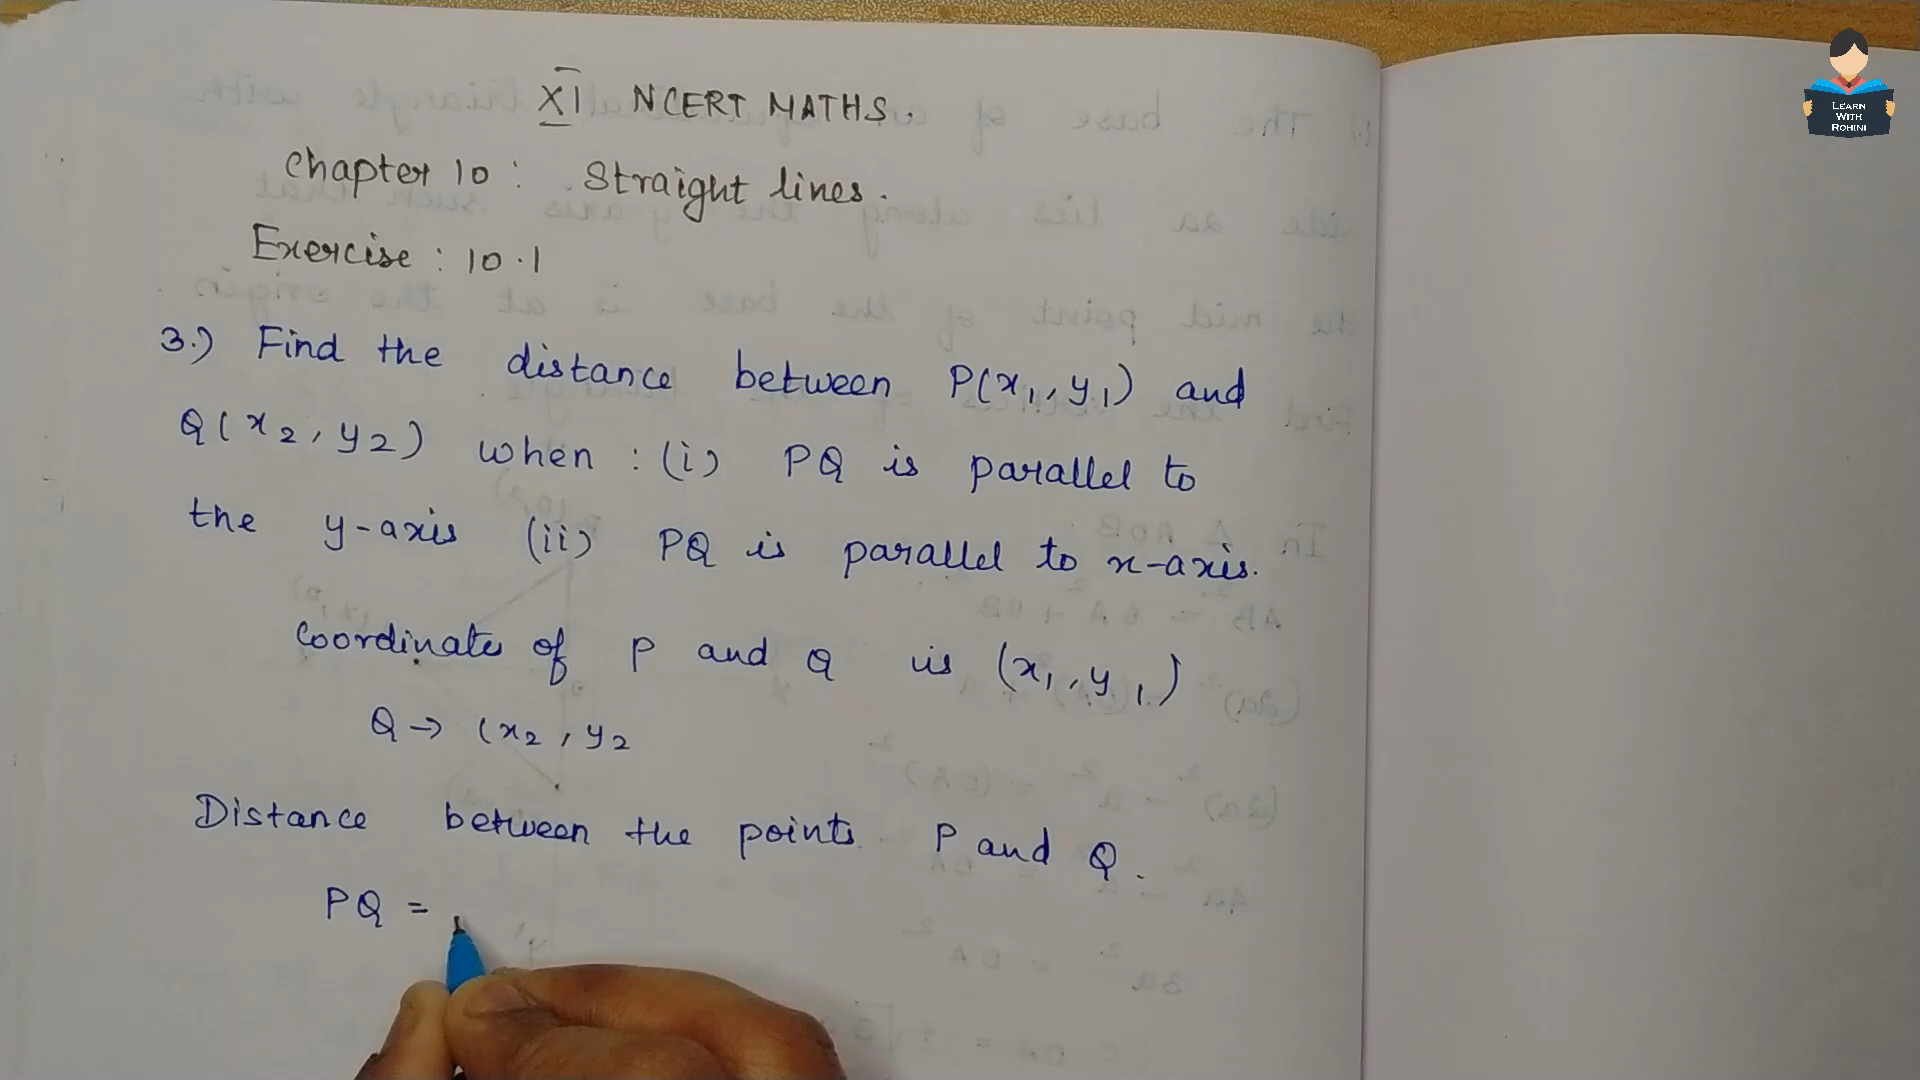 XI NCERT MATHS.
Chapter 10 : Straight lines.
Exercise : 10.1
3.) Find the distance between P(x₁, y₁) and
Q(x₂, y₂) when : (i) PQ is parallel to
the y-axis (ii) PQ is parallel to x-axis.
Coordinate of P and Q is (x₁, y₁)
Q → (x₂, y₂
Distance between the points P and Q.
PQ =
LEARN
WITH
ROHINI